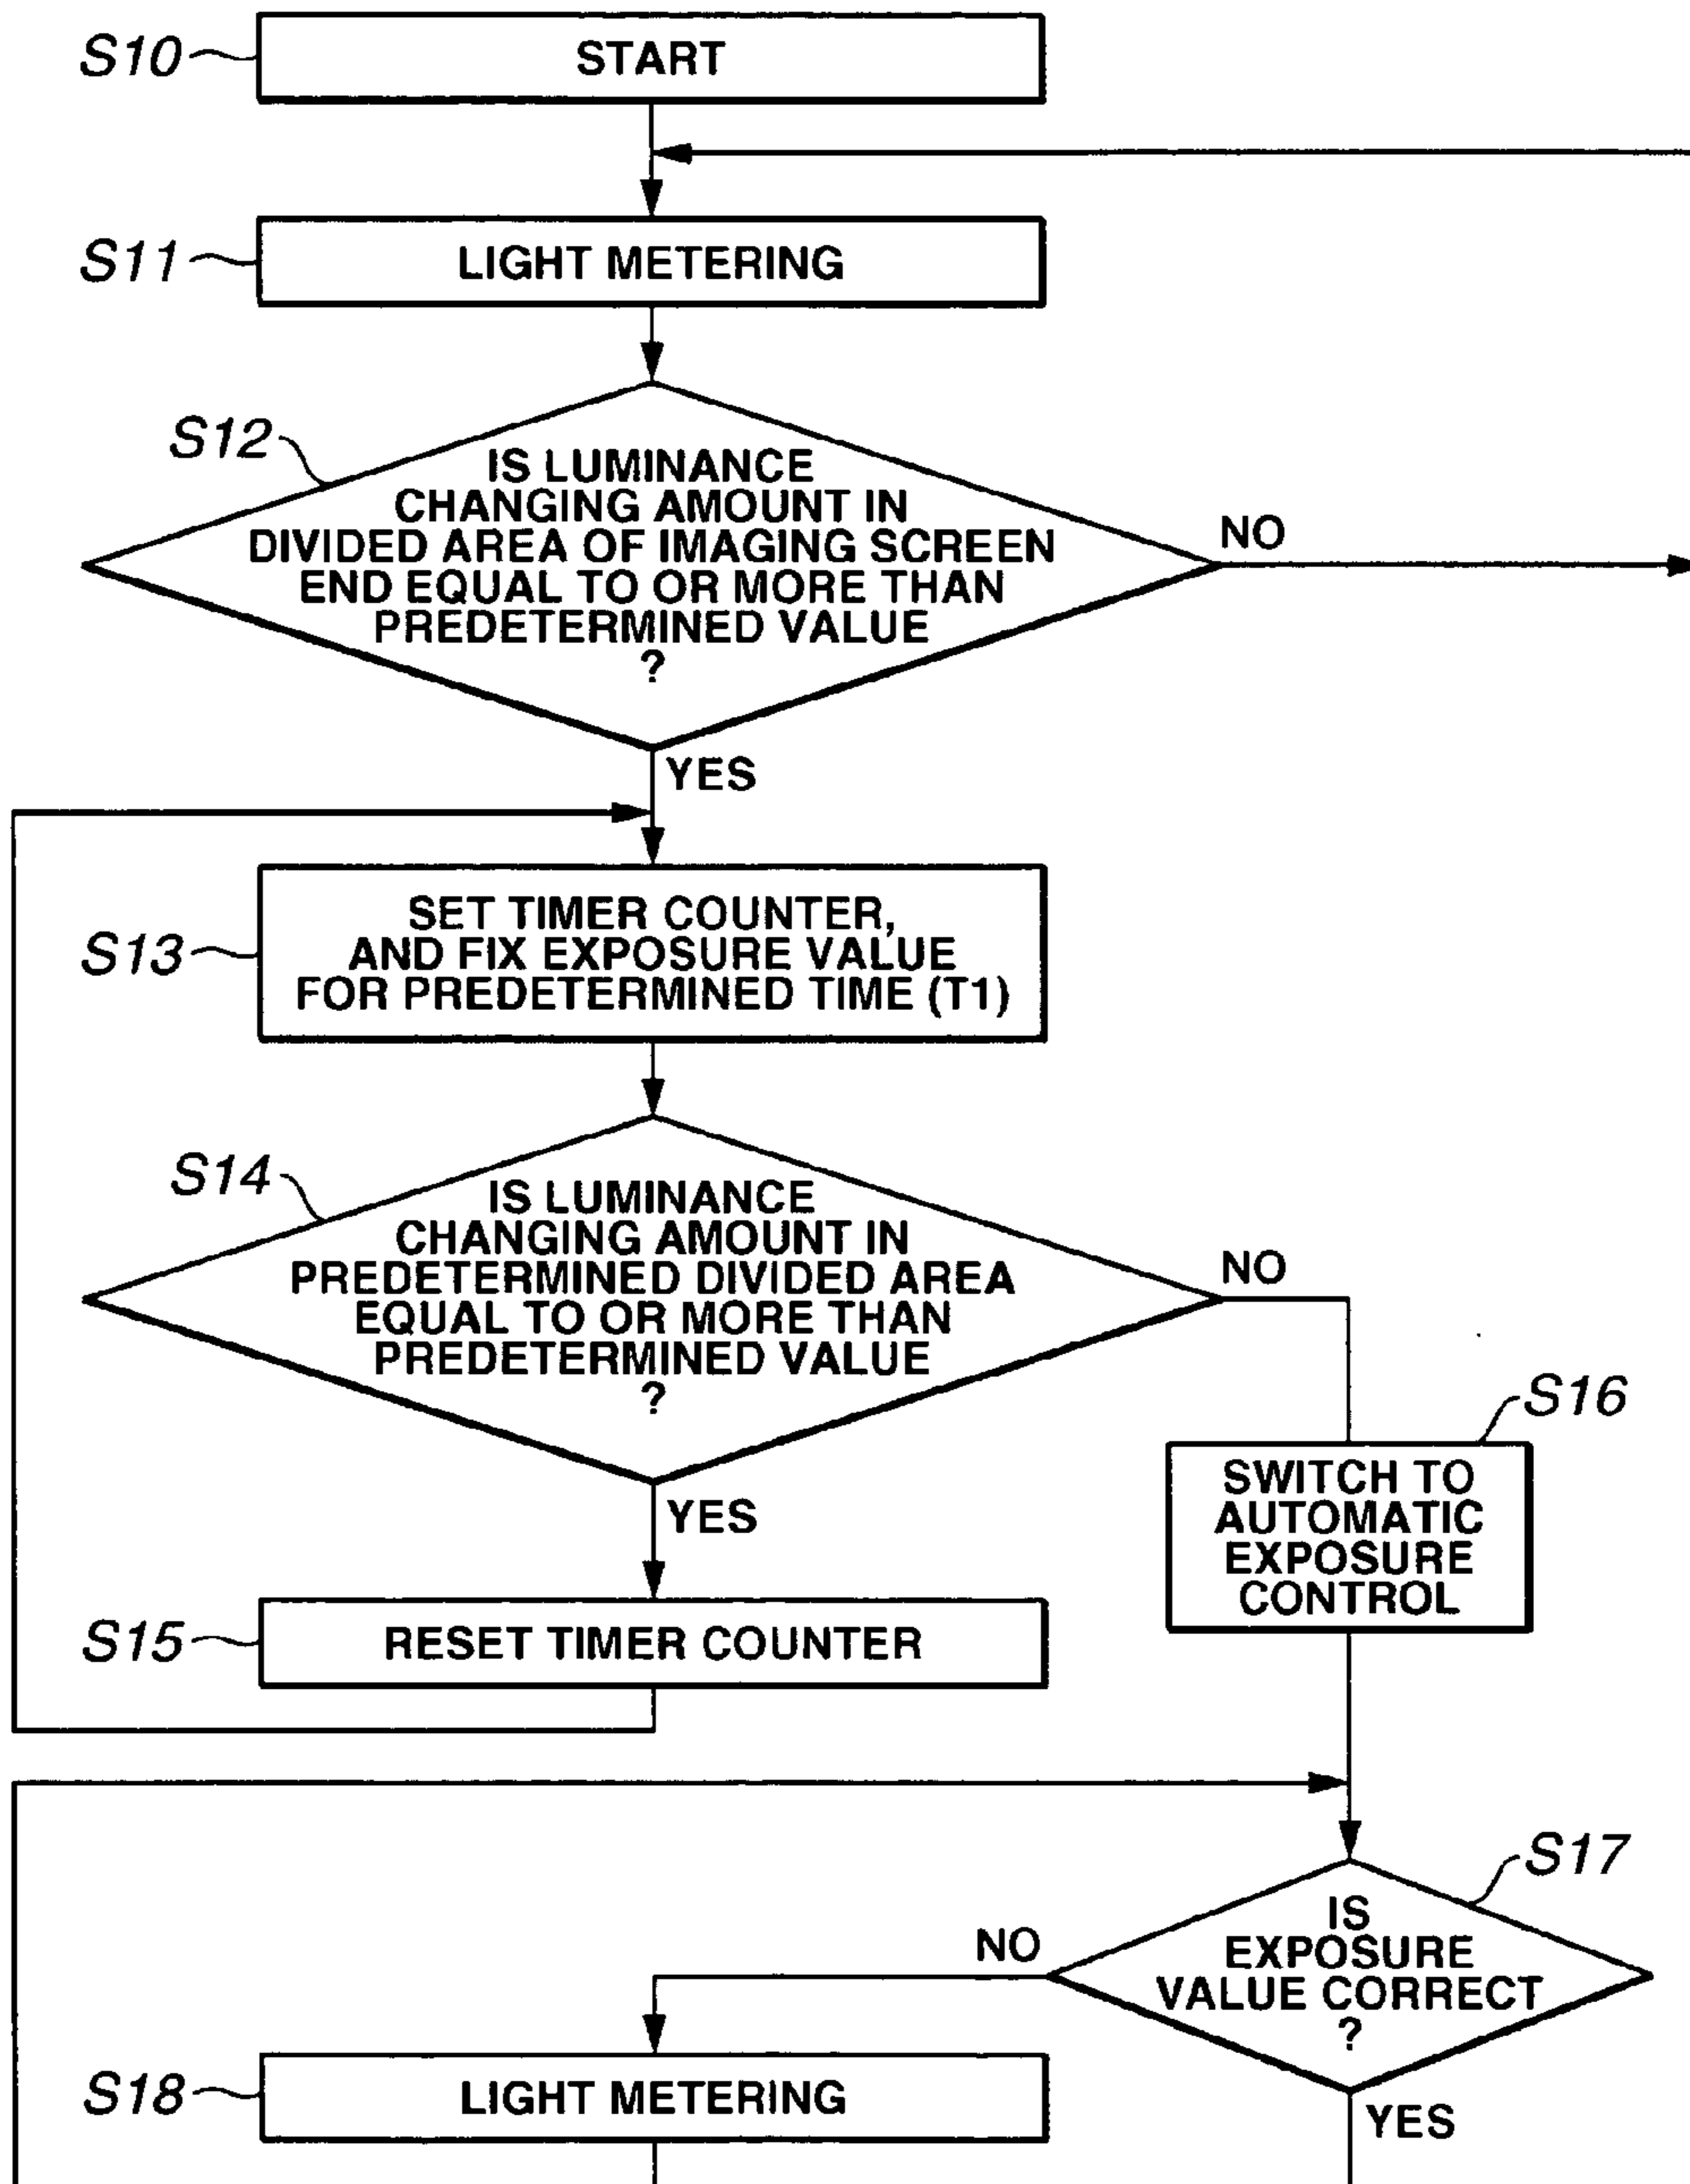 S10
START
S11
LIGHT METERING
S12
IS LUMINANCE
CHANGING AMOUNT IN
DIVIDED AREA OF IMAGING SCREEN
END EQUAL TO OR MORE THAN
PREDETERMINED VALUE
?
NO
YES
S13
SET TIMER COUNTER,
AND FIX EXPOSURE VALUE
FOR PREDETERMINED TIME (T1)
S14
IS LUMINANCE
CHANGING AMOUNT IN
PREDETERMINED DIVIDED AREA
EQUAL TO OR MORE THAN
PREDETERMINED VALUE
?
NO
YES
S16
SWITCH TO
AUTOMATIC
EXPOSURE
CONTROL
S15
RESET TIMER COUNTER
S17
IS
EXPOSURE
VALUE CORRECT
?
NO
YES
S18
LIGHT METERING